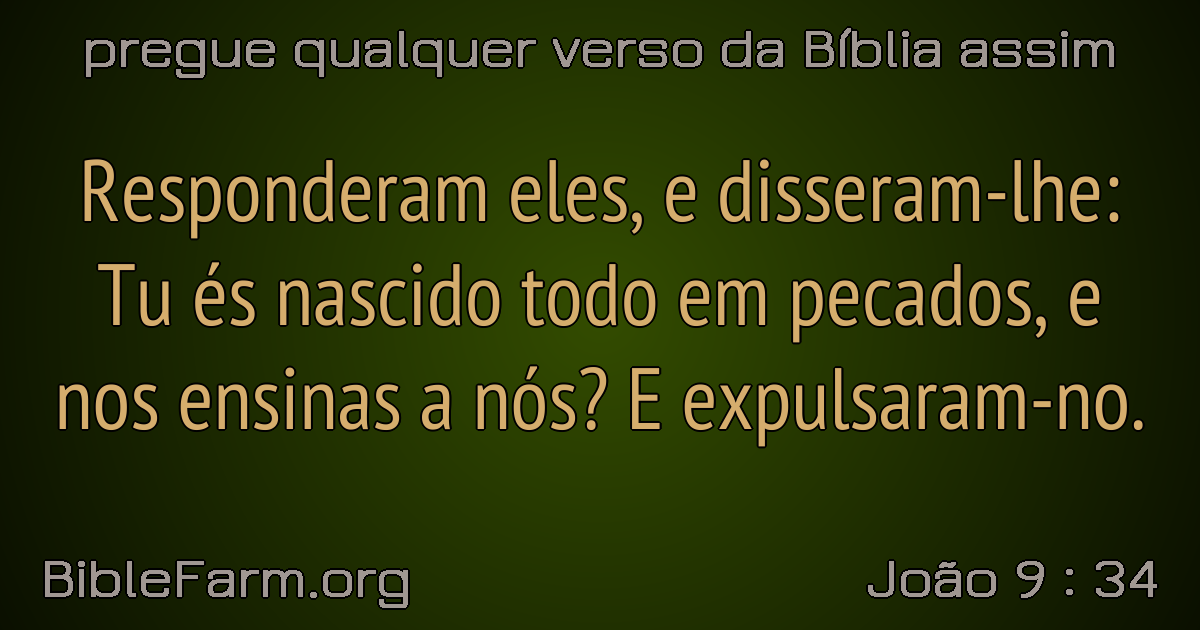 pregue qualquer verso da Bíblia assim
Responderam eles, e disseram-lhe:
Tu és nascido todo em pecados, e
nos ensinas a nós? E expulsaram-no.
BibleFarm.org
João 9 : 34